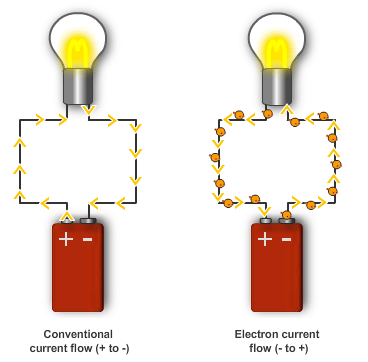 + -
+ -
Conventional
current flow (+ to -)
Electron current
flow (- to +)